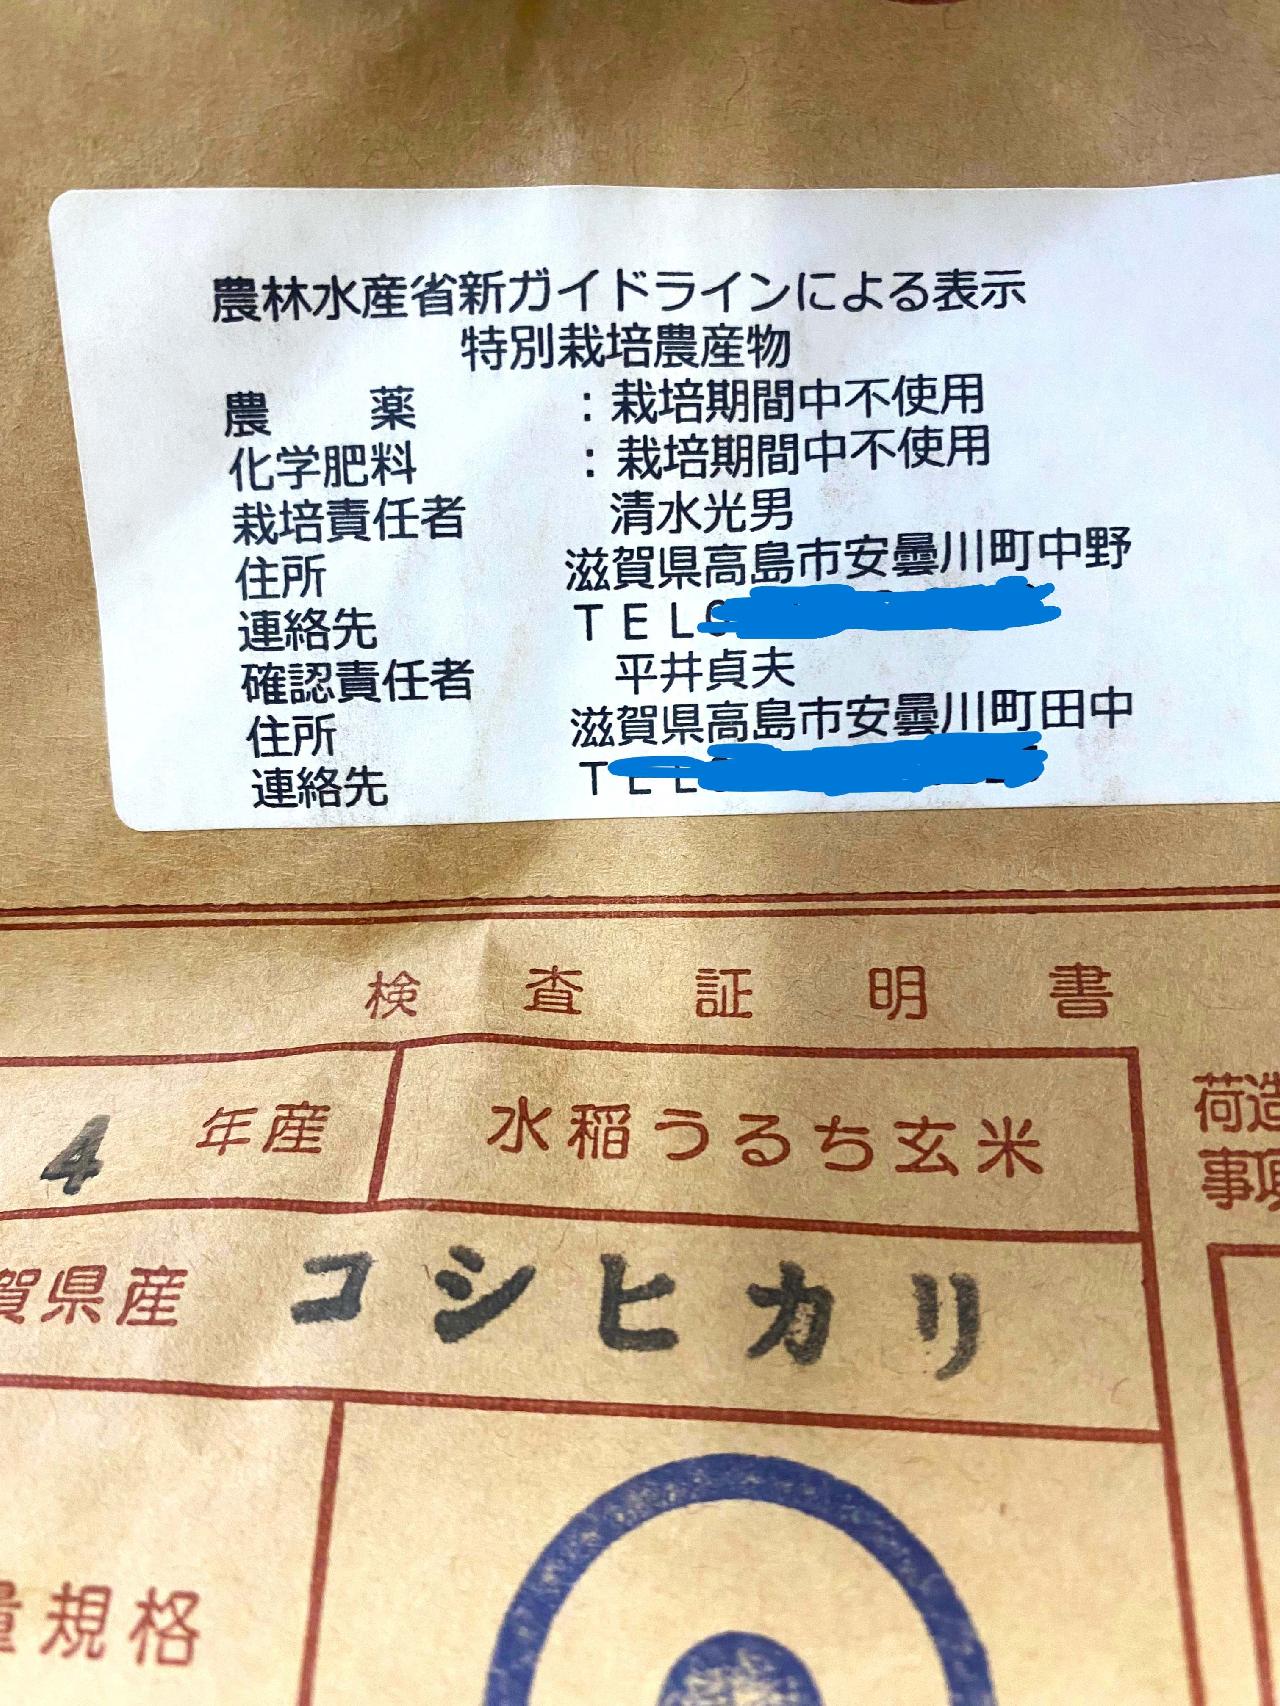 農林水産省新ガイドラインによる表示
特別栽培農産物
農　　薬　：栽培期間中不使用
化学肥料　：栽培期間中不使用
栽培責任者　清水光男
住所　滋賀県高島市安曇川町中野
連絡先　ＴＥＬ
確認責任者　平井貞夫
住所　滋賀県高島市安曇川町田中
連絡先　ＴＥＬ
検査証明書
4 年産　水稲うるち玄米
荷造
事項
賀県産　コシヒカリ
量規格